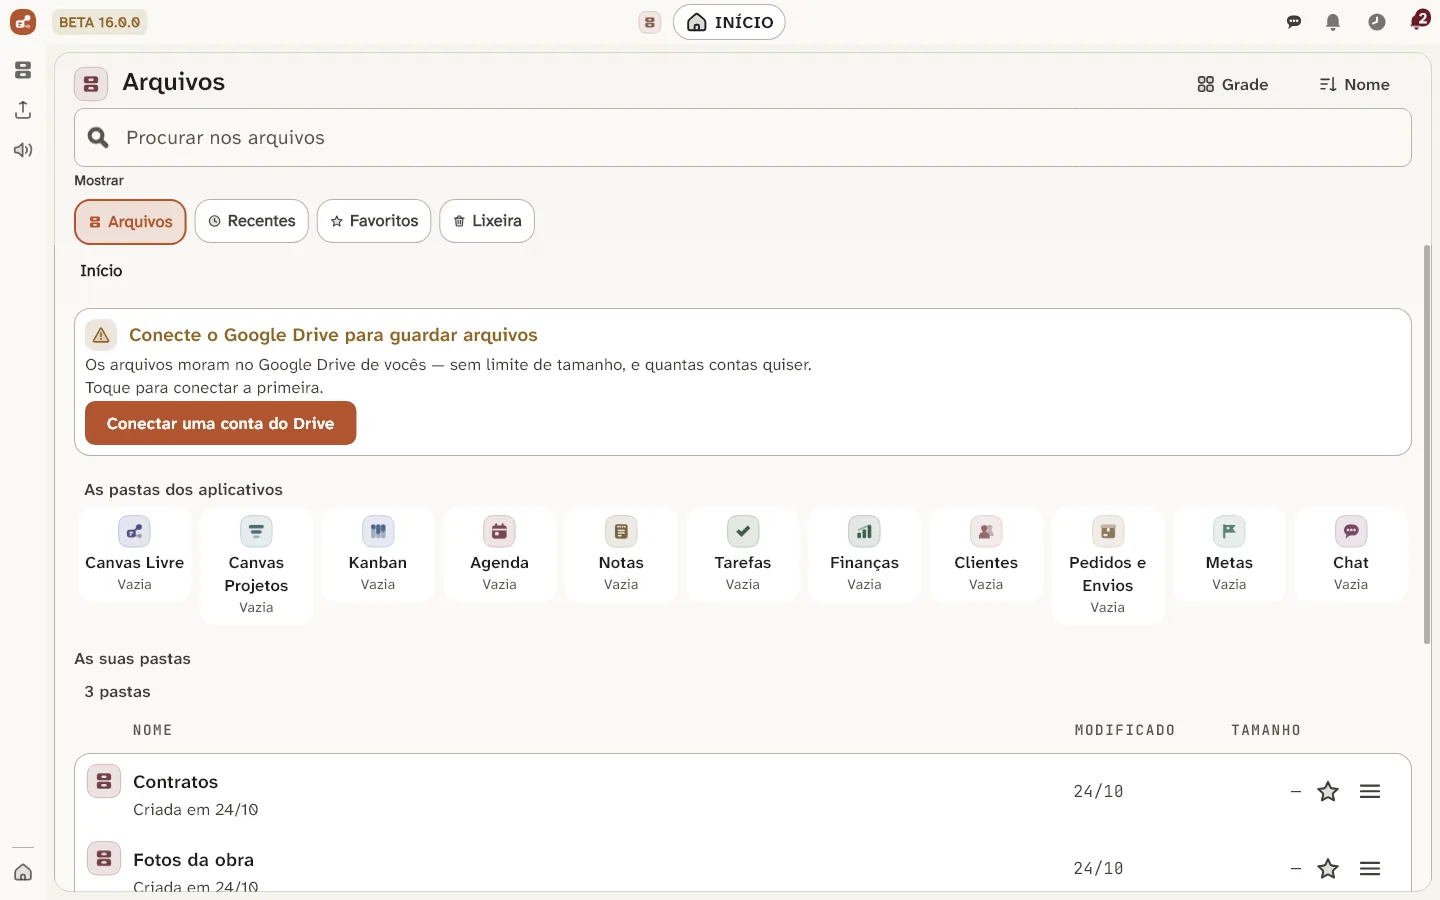 BETA 16.0.0
INÍCIO
2
Arquivos
Grade
Nome
Procurar nos arquivos
Mostrar
Arquivos
Recentes
Favoritos
Lixeira
Início
Conecte o Google Drive para guardar arquivos
Os arquivos moram no Google Drive de vocês — sem limite de tamanho, e quantas contas quiser.
Toque para conectar a primeira.
Conectar uma conta do Drive
As pastas dos aplicativos
Canvas Livre
Vazia
Canvas
Projetos
Vazia
Kanban
Vazia
Agenda
Vazia
Notas
Vazia
Tarefas
Vazia
Finanças
Vazia
Clientes
Vazia
Pedidos e
Envios
Vazia
Metas
Vazia
Chat
Vazia
As suas pastas
3 pastas
NOME MODIFICADO TAMANHO
Contratos
Criada em 24/10
24/10 –
Fotos da obra
Criada em 24/10
24/10 –